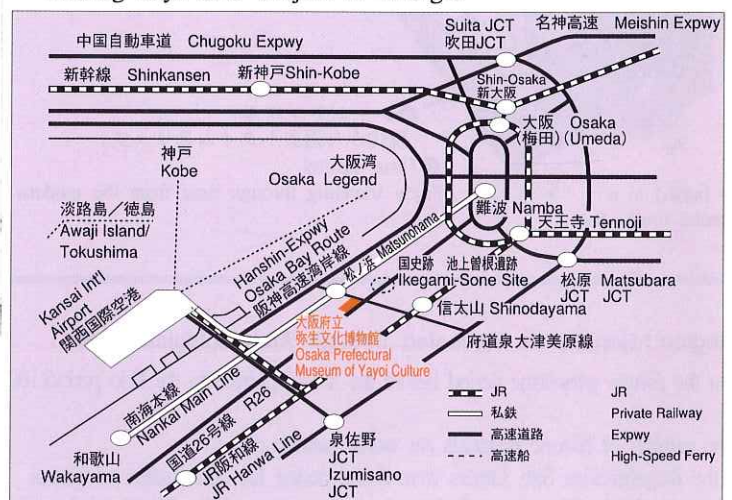 Suita JCT
吹田JCT
名神高速 Meishin Expwy
中国自動車道 Chugoku Expwy
新幹線 Shinkansen
新神戸Shin-Kobe
Shin-Osaka
新大阪
大阪 Osaka
(梅田)(Umeda)
神戸
Kobe
大阪湾
Osaka Legend
淡路島/徳島
Awaji Island/
Tokushima
難波 Namba
天王寺 Tennoji
Hanshin-Expwy
Osaka Bay Route
阪神高速湾岸線
松ノ浜 Matsunohama
国史跡 池上曽根遺跡
Ikegami-Sone Site
松原 Matsubara
JCT JCT
Kansai Int'l
Airport
関西国際空港
信太山 Shinodayama
大阪府立
弥生文化博物館
Osaka Prefectural
Museum of Yayoi Culture
府道泉大津美原線
南海本線
Nankai Main Line
国道26号線 R26
JR阪和線
JR Hanwa Line
和歌山
Wakayama
泉佐野
JCT
Izumisano
JCT
JR JR
私鉄 Private Railway
高速道路 Expwy
高速船 High-Speed Ferry